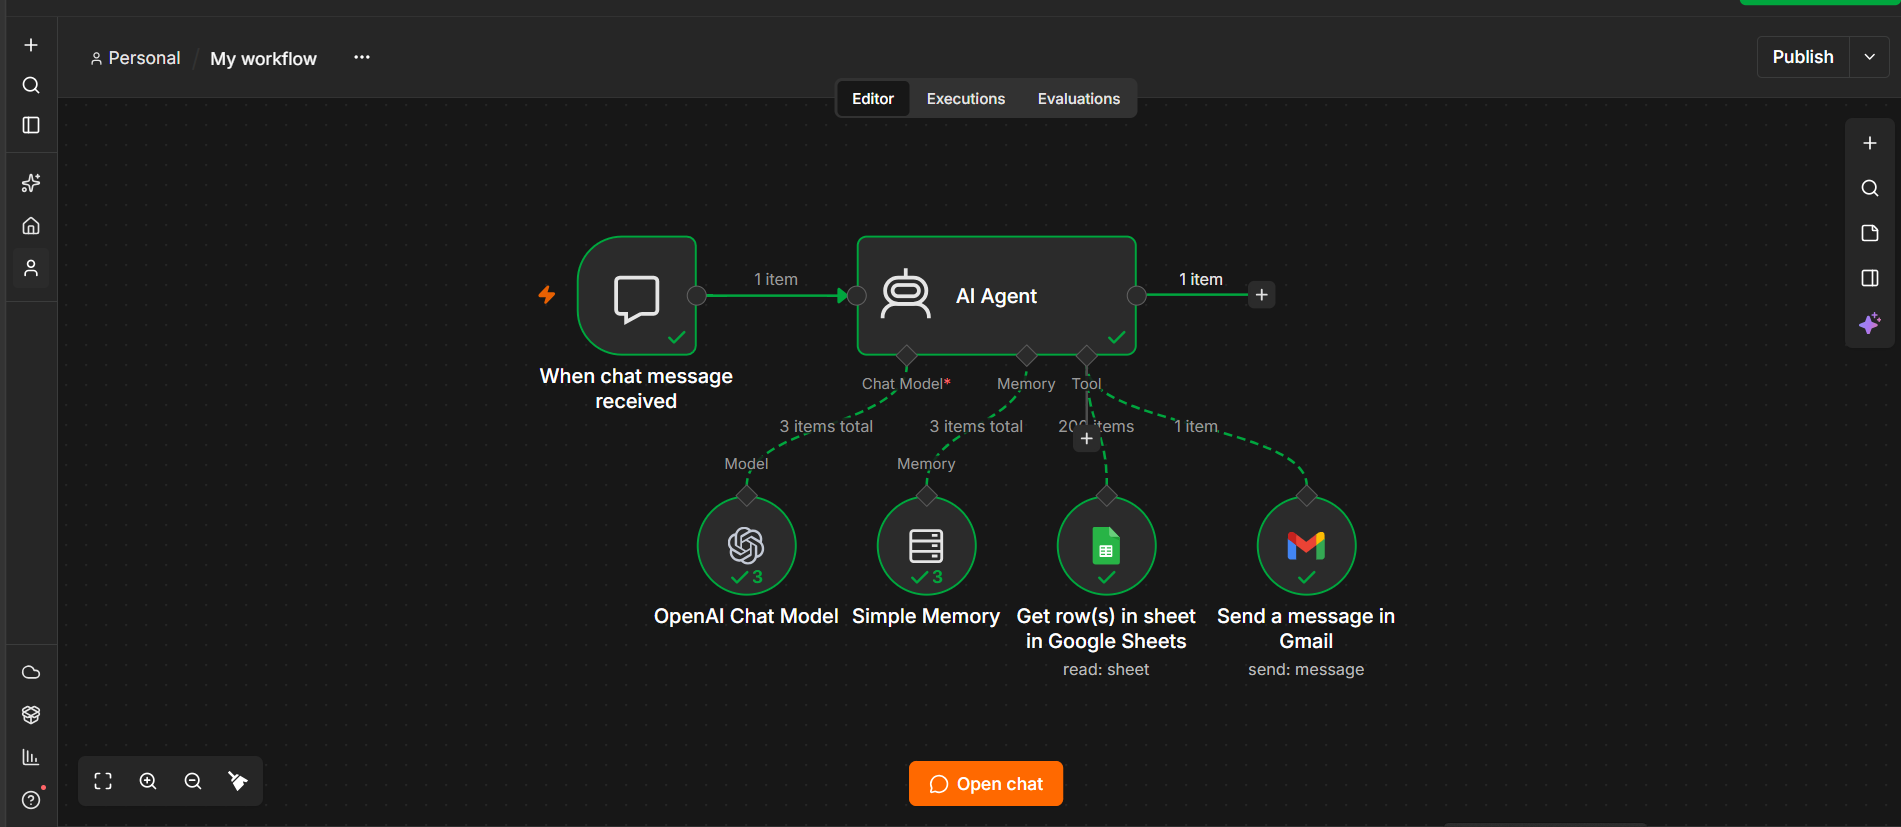 Personal / My workflow ...
Publish
Editor Executions Evaluations
1 item
AI Agent
1 item
When chat message
received
Chat Model* Memory Tool
3 items total 3 items total items 1 item
Model Memory
3 3
OpenAI Chat Model Simple Memory Get row(s) in sheet Send a message in
in Google Sheets Gmail
read: sheet send: message
Open chat